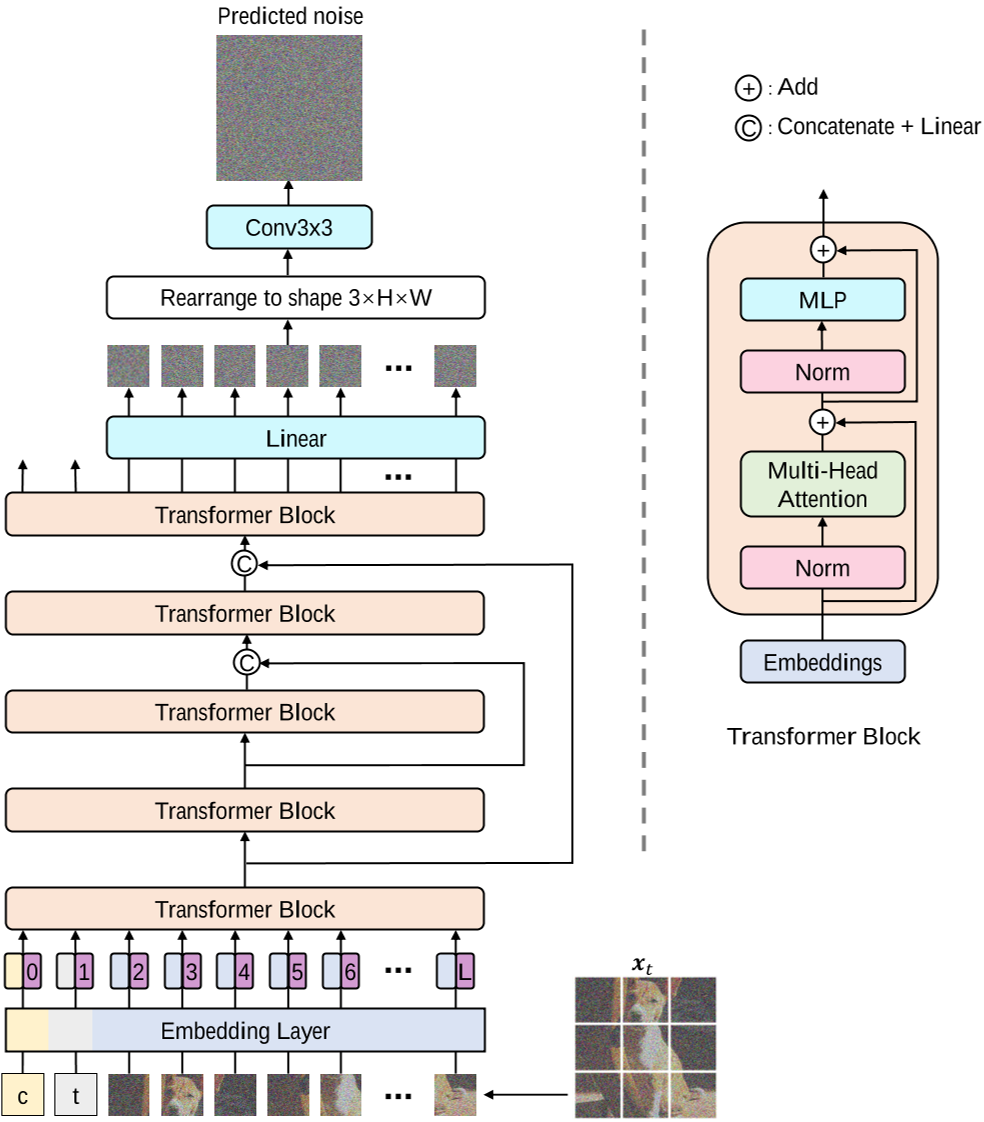 Predicted noise
Conv3x3
Rearrange to shape 3×H×W
...
Linear
...
Transformer Block
C
Transformer Block
C
Transformer Block
Transformer Block
Transformer Block
0 1 2 3 4 5 6 ... L
Embedding Layer
c t ...
x_t
+ : Add
C : Concatenate + Linear
+
MLP
Norm
+
Multi-Head
Attention
Norm
Embeddings
Transformer Block